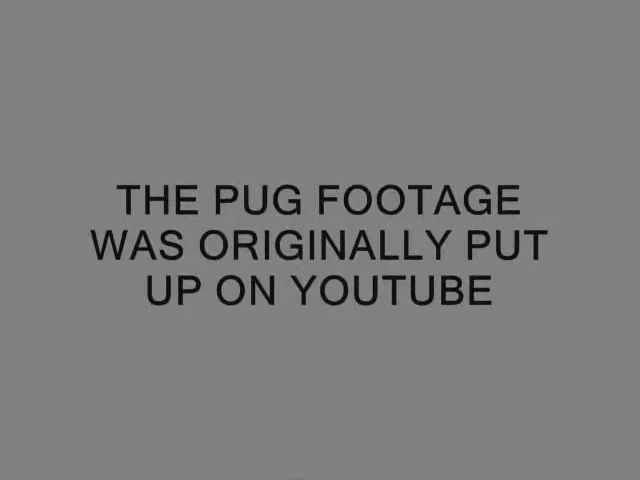 THE PUG FOOTAGE
WAS ORIGINALLY PUT
UP ON YOUTUBE